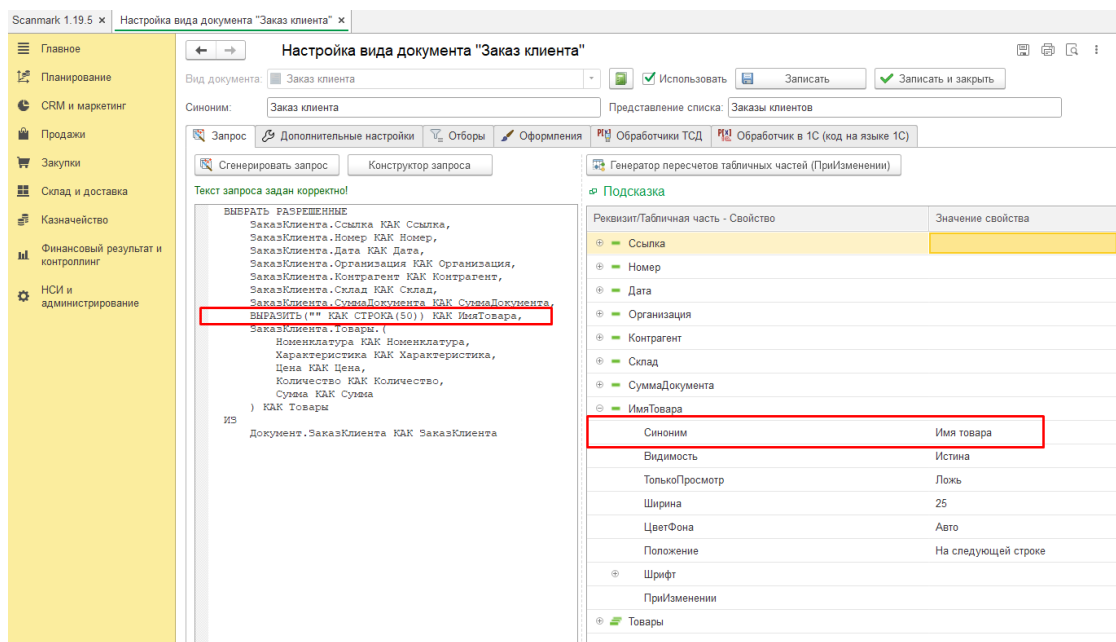 Scanmark 1.19.5 × Настройка вида документа "Заказ клиента" ×
Главное
Планирование
CRM и маркетинг
Продажи
Закупки
Склад и доставка
Казначейство
Финансовый результат и
контроллинг
НСИ и
администрирование
Настройка вида документа "Заказ клиента"
Вид документа: Заказ клиента Использовать Записать Записать и закрыть
Синоним: Заказ клиента Представление списка: Заказы клиентов
Запрос Дополнительные настройки Отборы Оформления Р[х] Обработчики ТСД Р[х] Обработчик в 1С (код на языке 1С)
Сгенерировать запрос Конструктор запроса Генератор пересчетов табличных частей (ПриИзменении)
Текст запроса задан корректно!
ВЫБРАТЬ РАЗРЕШЕННЫЕ
ЗаказКлиента.Ссылка КАК Ссылка,
ЗаказКлиента.Номер КАК Номер,
ЗаказКлиента.Дата КАК Дата,
ЗаказКлиента.Организация КАК Организация,
ЗаказКлиента.Контрагент КАК Контрагент,
ЗаказКлиента.Склад КАК Склад,
ЗаказКлиента.СуммаДокумента КАК СуммаДокумента,
ВЫРАЗИТЬ("" КАК СТРОКА(50)) КАК ИмяТовара,
ЗаказКлиента.Товары.(
Номенклатура КАК Номенклатура,
Характеристика КАК Характеристика,
Цена КАК Цена,
Количество КАК Количество,
Сумма КАК Сумма
) КАК Товары
ИЗ
Документ.ЗаказКлиента КАК ЗаказКлиента
Подсказка
Реквизит/Табличная часть - Свойство Значение свойства
Ссылка
Номер
Дата
Организация
Контрагент
Склад
СуммаДокумента
ИмяТовара
Синоним Имя товара
Видимость Истина
ТолькоПросмотр Ложь
Ширина 25
ЦветФона Авто
Положение На следующей строке
Шрифт
ПриИзменении
Товары